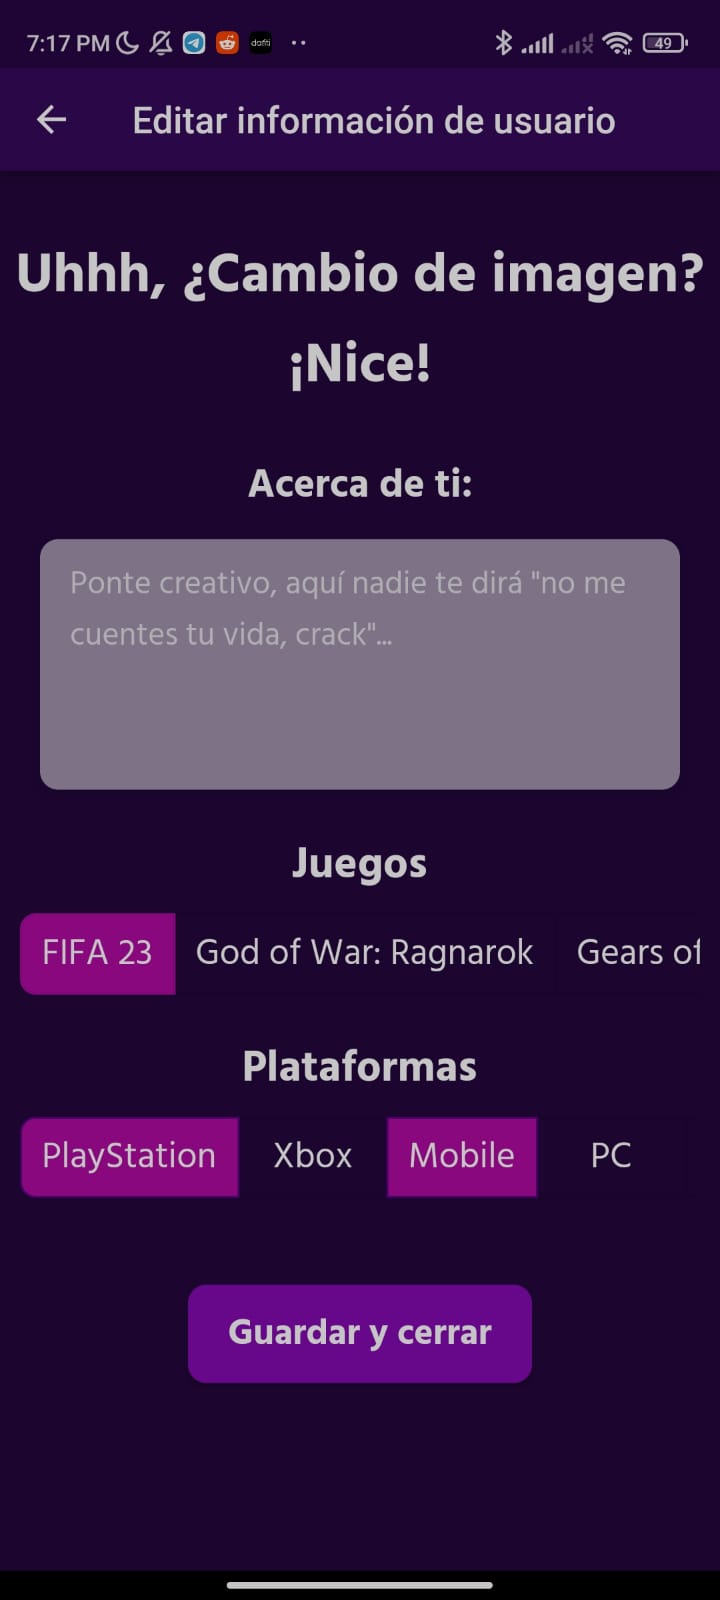 7:17 PM
dafiti
49
Editar información de usuario
Uhhh, ¿Cambio de imagen?
¡Nice!
Acerca de ti:
Ponte creativo, aquí nadie te dirá "no me
cuentes tu vida, crack"...
Juegos
FIFA 23 God of War: Ragnarok Gears of
Plataformas
PlayStation Xbox Mobile PC
Guardar y cerrar